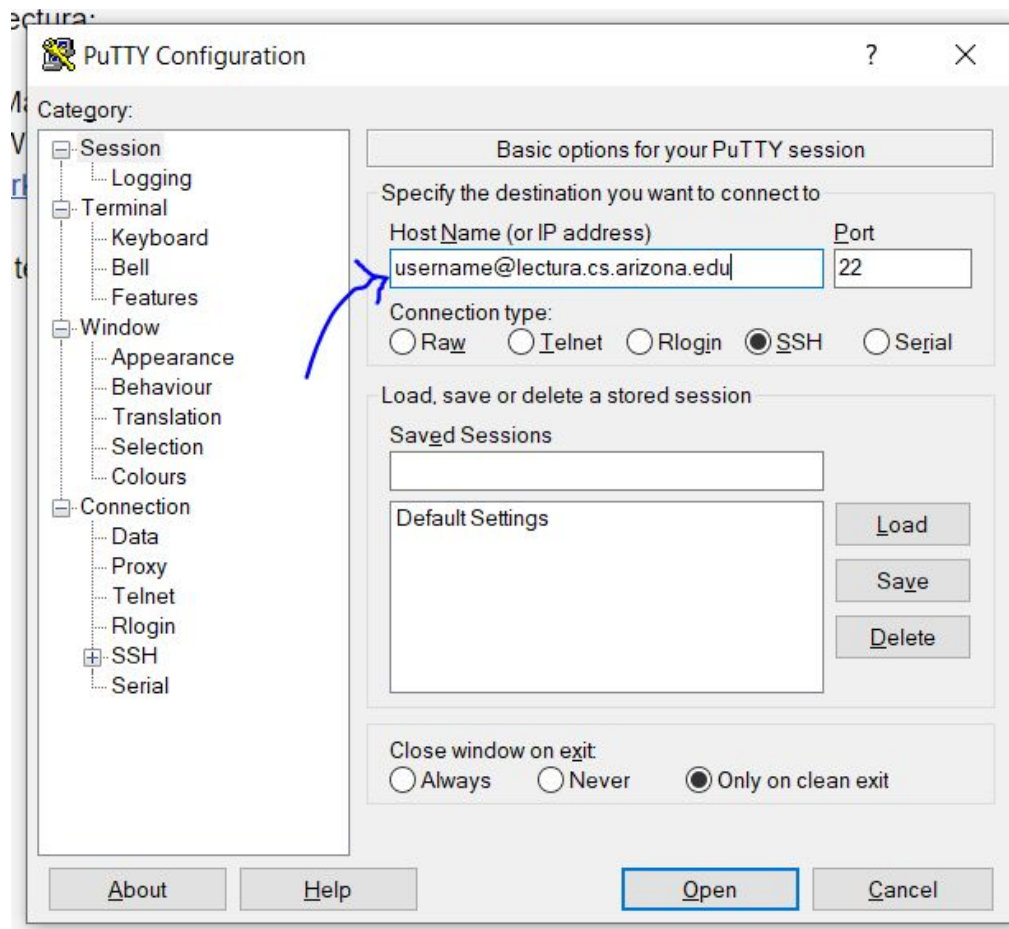 ectura:
PuTTY Configuration ? X
Category:
Session
Logging
Terminal
Keyboard
Bell
Features
Window
Appearance
Behaviour
Translation
Selection
Colours
Connection
Data
Proxy
Telnet
Rlogin
SSH
Serial
Basic options for your PuTTY session
Specify the destination you want to connect to
Host Name (or IP address) Port
username@lectura.cs.arizona.edu 22
Connection type:
Raw Telnet Rlogin SSH Serial
Load, save or delete a stored session
Saved Sessions
Default Settings
Load
Save
Delete
Close window on exit:
Always Never Only on clean exit
About Help Open Cancel